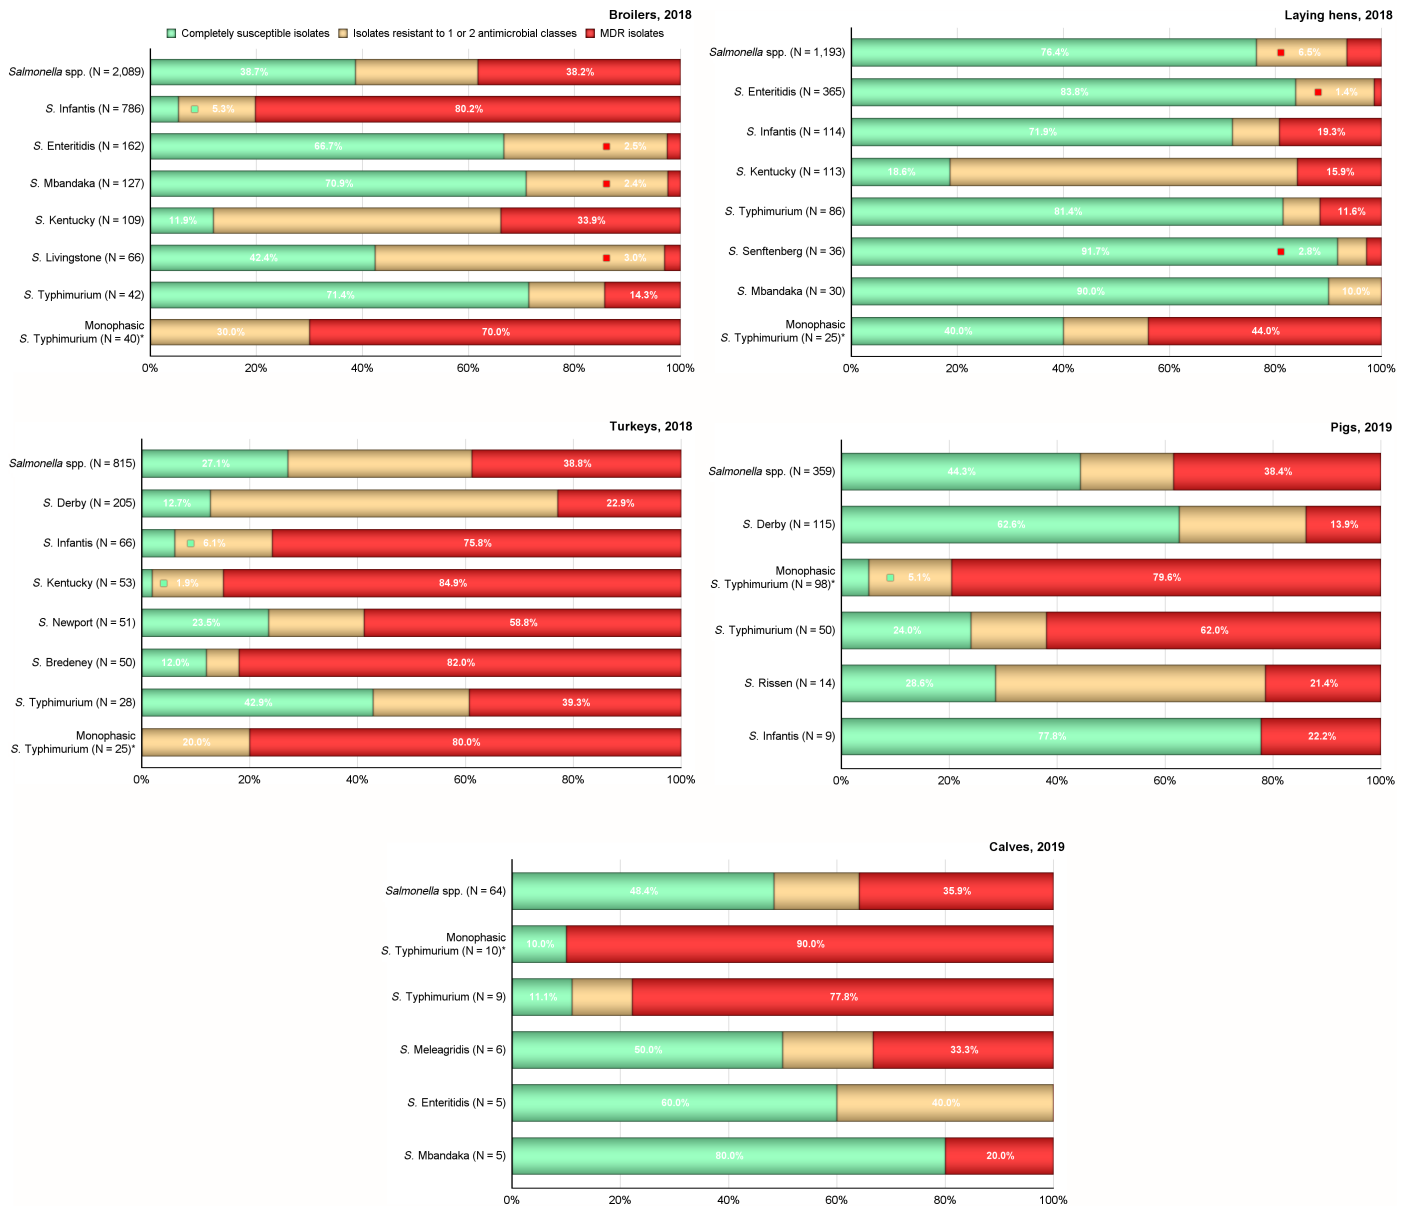 Broilers, 2018
Completely susceptible isolates Isolates resistant to 1 or 2 antimicrobial classes MDR isolates
Salmonella spp. (N = 2,089) 38.7% 38.2%
S. Infantis (N = 786) 5.3% 80.2%
S. Enteritidis (N = 162) 66.7% 2.5%
S. Mbandaka (N = 127) 70.9% 2.4%
S. Kentucky (N = 109) 11.9% 33.9%
S. Livingstone (N = 66) 42.4% 3.0%
S. Typhimurium (N = 42) 71.4% 14.3%
Monophasic
S. Typhimurium (N = 40)* 30.0% 70.0%
0% 20% 40% 60% 80% 100%
Laying hens, 2018
Salmonella spp. (N = 1,193) 76.4% 6.5%
S. Enteritidis (N = 365) 83.8% 1.4%
S. Infantis (N = 114) 71.9% 19.3%
S. Kentucky (N = 113) 18.6% 15.9%
S. Typhimurium (N = 86) 81.4% 11.6%
S. Senftenberg (N = 36) 91.7% 2.8%
S. Mbandaka (N = 30) 90.0% 10.0%
Monophasic
S. Typhimurium (N = 25)* 40.0% 44.0%
0% 20% 40% 60% 80% 100%
Turkeys, 2018
Salmonella spp. (N = 815) 27.1% 38.8%
S. Derby (N = 205) 12.7% 22.9%
S. Infantis (N = 66) 6.1% 75.8%
S. Kentucky (N = 53) 1.9% 84.9%
S. Newport (N = 51) 23.5% 58.8%
S. Bredeney (N = 50) 12.0% 82.0%
S. Typhimurium (N = 28) 42.9% 39.3%
Monophasic
S. Typhimurium (N = 25)* 20.0% 80.0%
0% 20% 40% 60% 80% 100%
Pigs, 2019
Salmonella spp. (N = 359) 44.3% 38.4%
S. Derby (N = 115) 62.6% 13.9%
Monophasic
S. Typhimurium (N = 98)* 5.1% 79.6%
S. Typhimurium (N = 50) 24.0% 62.0%
S. Rissen (N = 14) 28.6% 21.4%
S. Infantis (N = 9) 77.8% 22.2%
0% 20% 40% 60% 80% 100%
Calves, 2019
Salmonella spp. (N = 64) 48.4% 35.9%
Monophasic
S. Typhimurium (N = 10)* 10.0% 90.0%
S. Typhimurium (N = 9) 11.1% 77.8%
S. Meleagridis (N = 6) 50.0% 33.3%
S. Enteritidis (N = 5) 60.0% 40.0%
S. Mbandaka (N = 5) 80.0% 20.0%
0% 20% 40% 60% 80% 100%